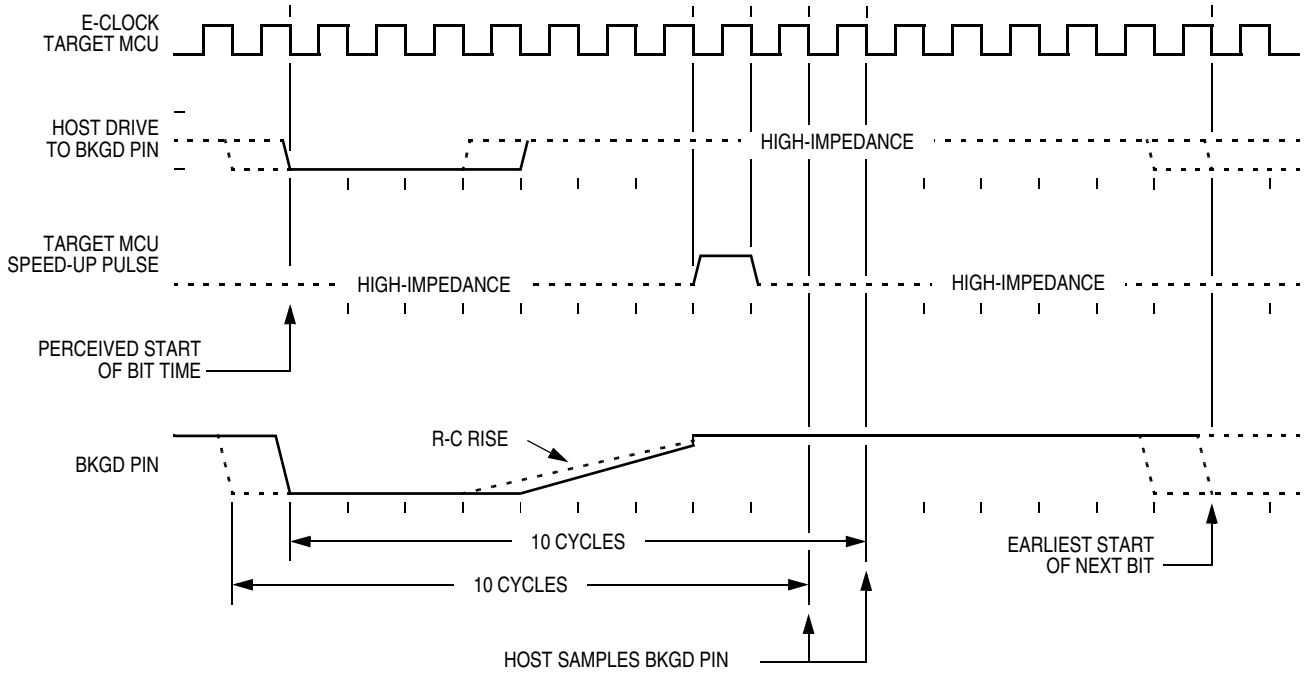 E-CLOCK
TARGET MCU
HOST DRIVE
TO BKGD PIN
HIGH-IMPEDANCE
TARGET MCU
SPEED-UP PULSE
HIGH-IMPEDANCE
HIGH-IMPEDANCE
PERCEIVED START
OF BIT TIME
R-C RISE
BKGD PIN
10 CYCLES
EARLIEST START
OF NEXT BIT
10 CYCLES
HOST SAMPLES BKGD PIN